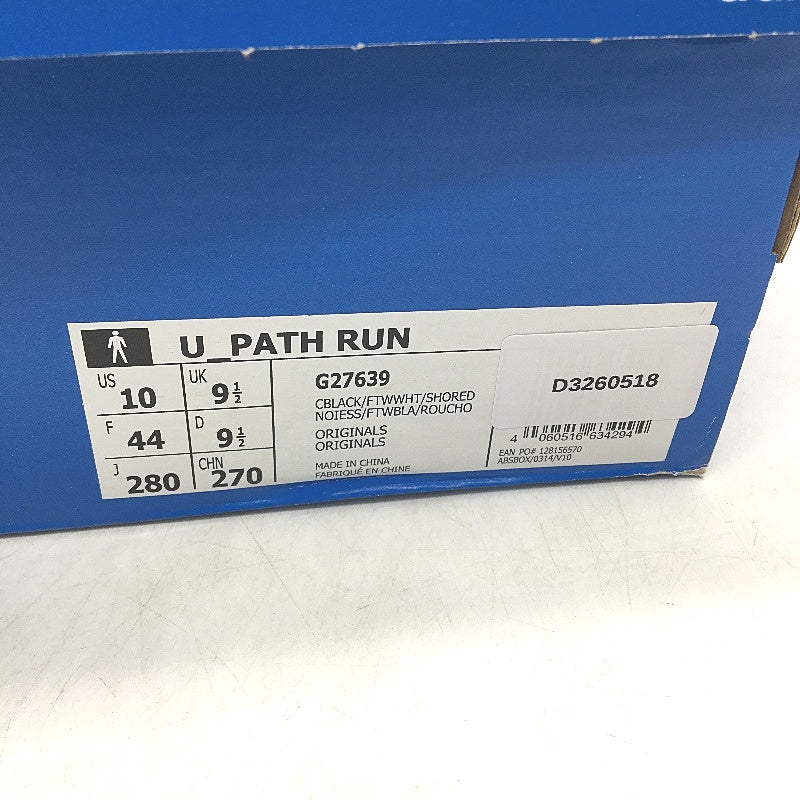 U_PATH RUN
US 10
UK 9 1/2
F 44
D 9 1/2
J 280
CHN 270
G27639
CBLACK/FTWWHT/SHORED
NOIESS/FTWBLA/ROUCHO
ORIGINALS
ORIGINALS
MADE IN CHINA
FABRIQUÉ EN CHINE
D3260518
4 060516 634294
EAN PO# 128156570
ABSBOX/0314/V10